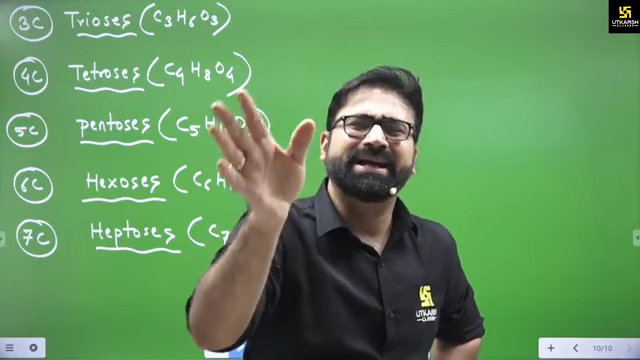 3C Trioses (C3H6O3)
4C Tetroses (C4H8O4)
5C pentoses (C5H
6C Hexoses (C6H
7C Heptoses (C7
UTKARSH
CLASSES
UTKARSH
CLASSES
10/10